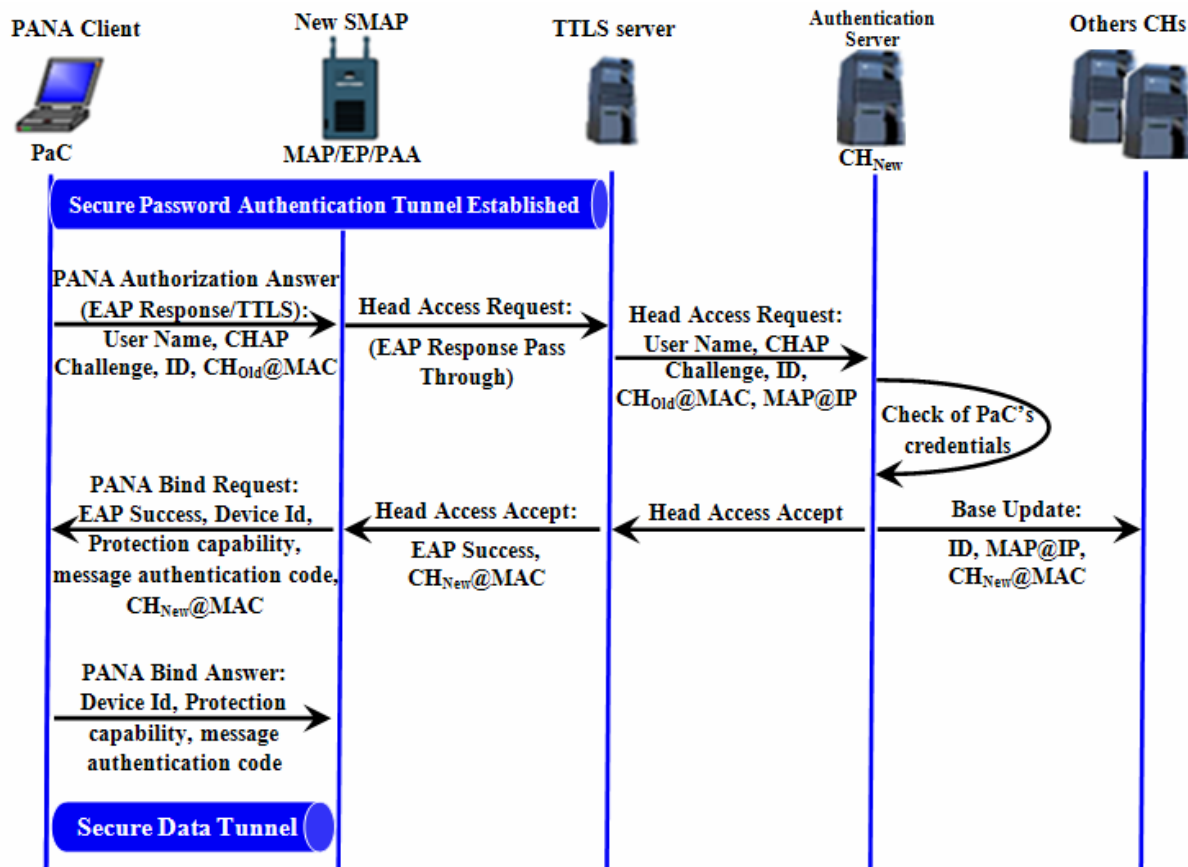 PANA Client
New SMAP
TTLS server
Authentication
Server
Others CHs
PaC
MAP/EP/PAA
CHNew
Secure Password Authentication Tunnel Established
PANA Authorization Answer
(EAP Response/TTLS):
User Name, CHAP
Challenge, ID, CHOld@MAC
Head Access Request:
(EAP Response Pass
Through)
Head Access Request:
User Name, CHAP
Challenge, ID,
CHOld@MAC, MAP@IP
Check of PaC's
credentials
PANA Bind Request:
EAP Success, Device Id,
Protection capability,
message authentication code,
CHNew@MAC
Head Access Accept:
EAP Success,
CHNew@MAC
Head Access Accept
Base Update:
ID, MAP@IP,
CHNew@MAC
PANA Bind Answer:
Device Id, Protection
capability, message
authentication code
Secure Data Tunnel